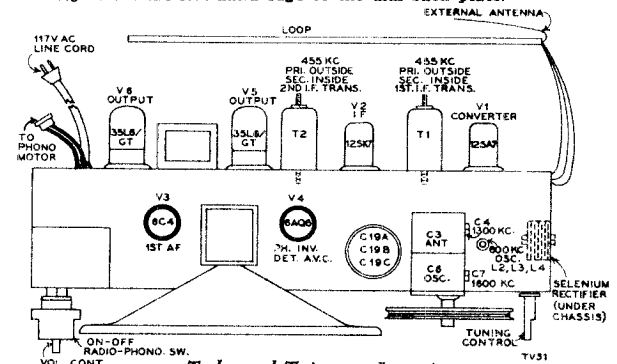 EXTERNAL ANTENNA
LOOP
117V AC
LINE CORD
455 KC
PRI. OUTSIDE
SEC. INSIDE
2ND I.F. TRANS.
455 KC
PRI. OUTSIDE
SEC. INSIDE
1ST. I.F. TRANS.
V6
OUTPUT
V5
OUTPUT
V2
I F
V1
CONVERTER
35L6/
GT
35L6/
GT
T2
12SK7
T1
12SA7
TO
PHONO
MOTOR
V3
6C4
1ST AF
V4
6AQ6
PH. INV.
DET. A.V.C.
C19A
C19B
C19C
C3
ANT
C4
1300 KC.
600 KC
OSC.
L2, L3, L4
C6
OSC.
C7
1600 KC
SELENIUM
RECTIFIER
(UNDER
CHASSIS)
TUNING
CONTROL
ON-OFF
RADIO-PHONO. SW.
VOL. CONT.
TV31